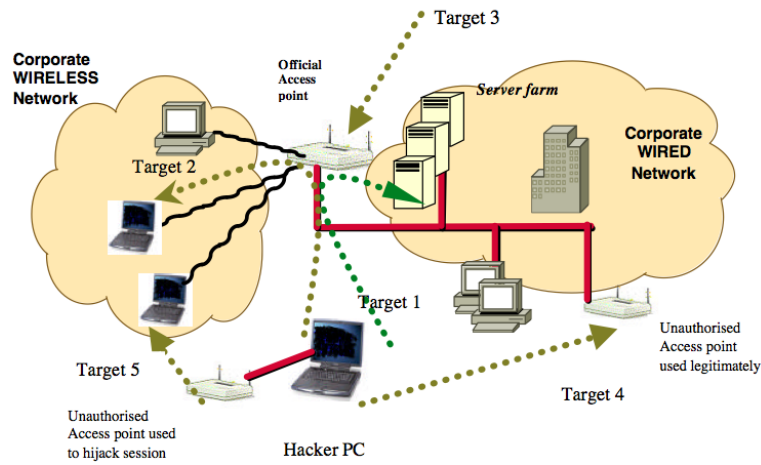 Target 3
Corporate
WIRELESS
Network
Official
Access
point
Server farm
Corporate
WIRED
Network
Target 2
Target 1
Unauthorised
Access point
used legitimately
Target 5
Target 4
Unauthorised
Access point used
to hijack session
Hacker PC